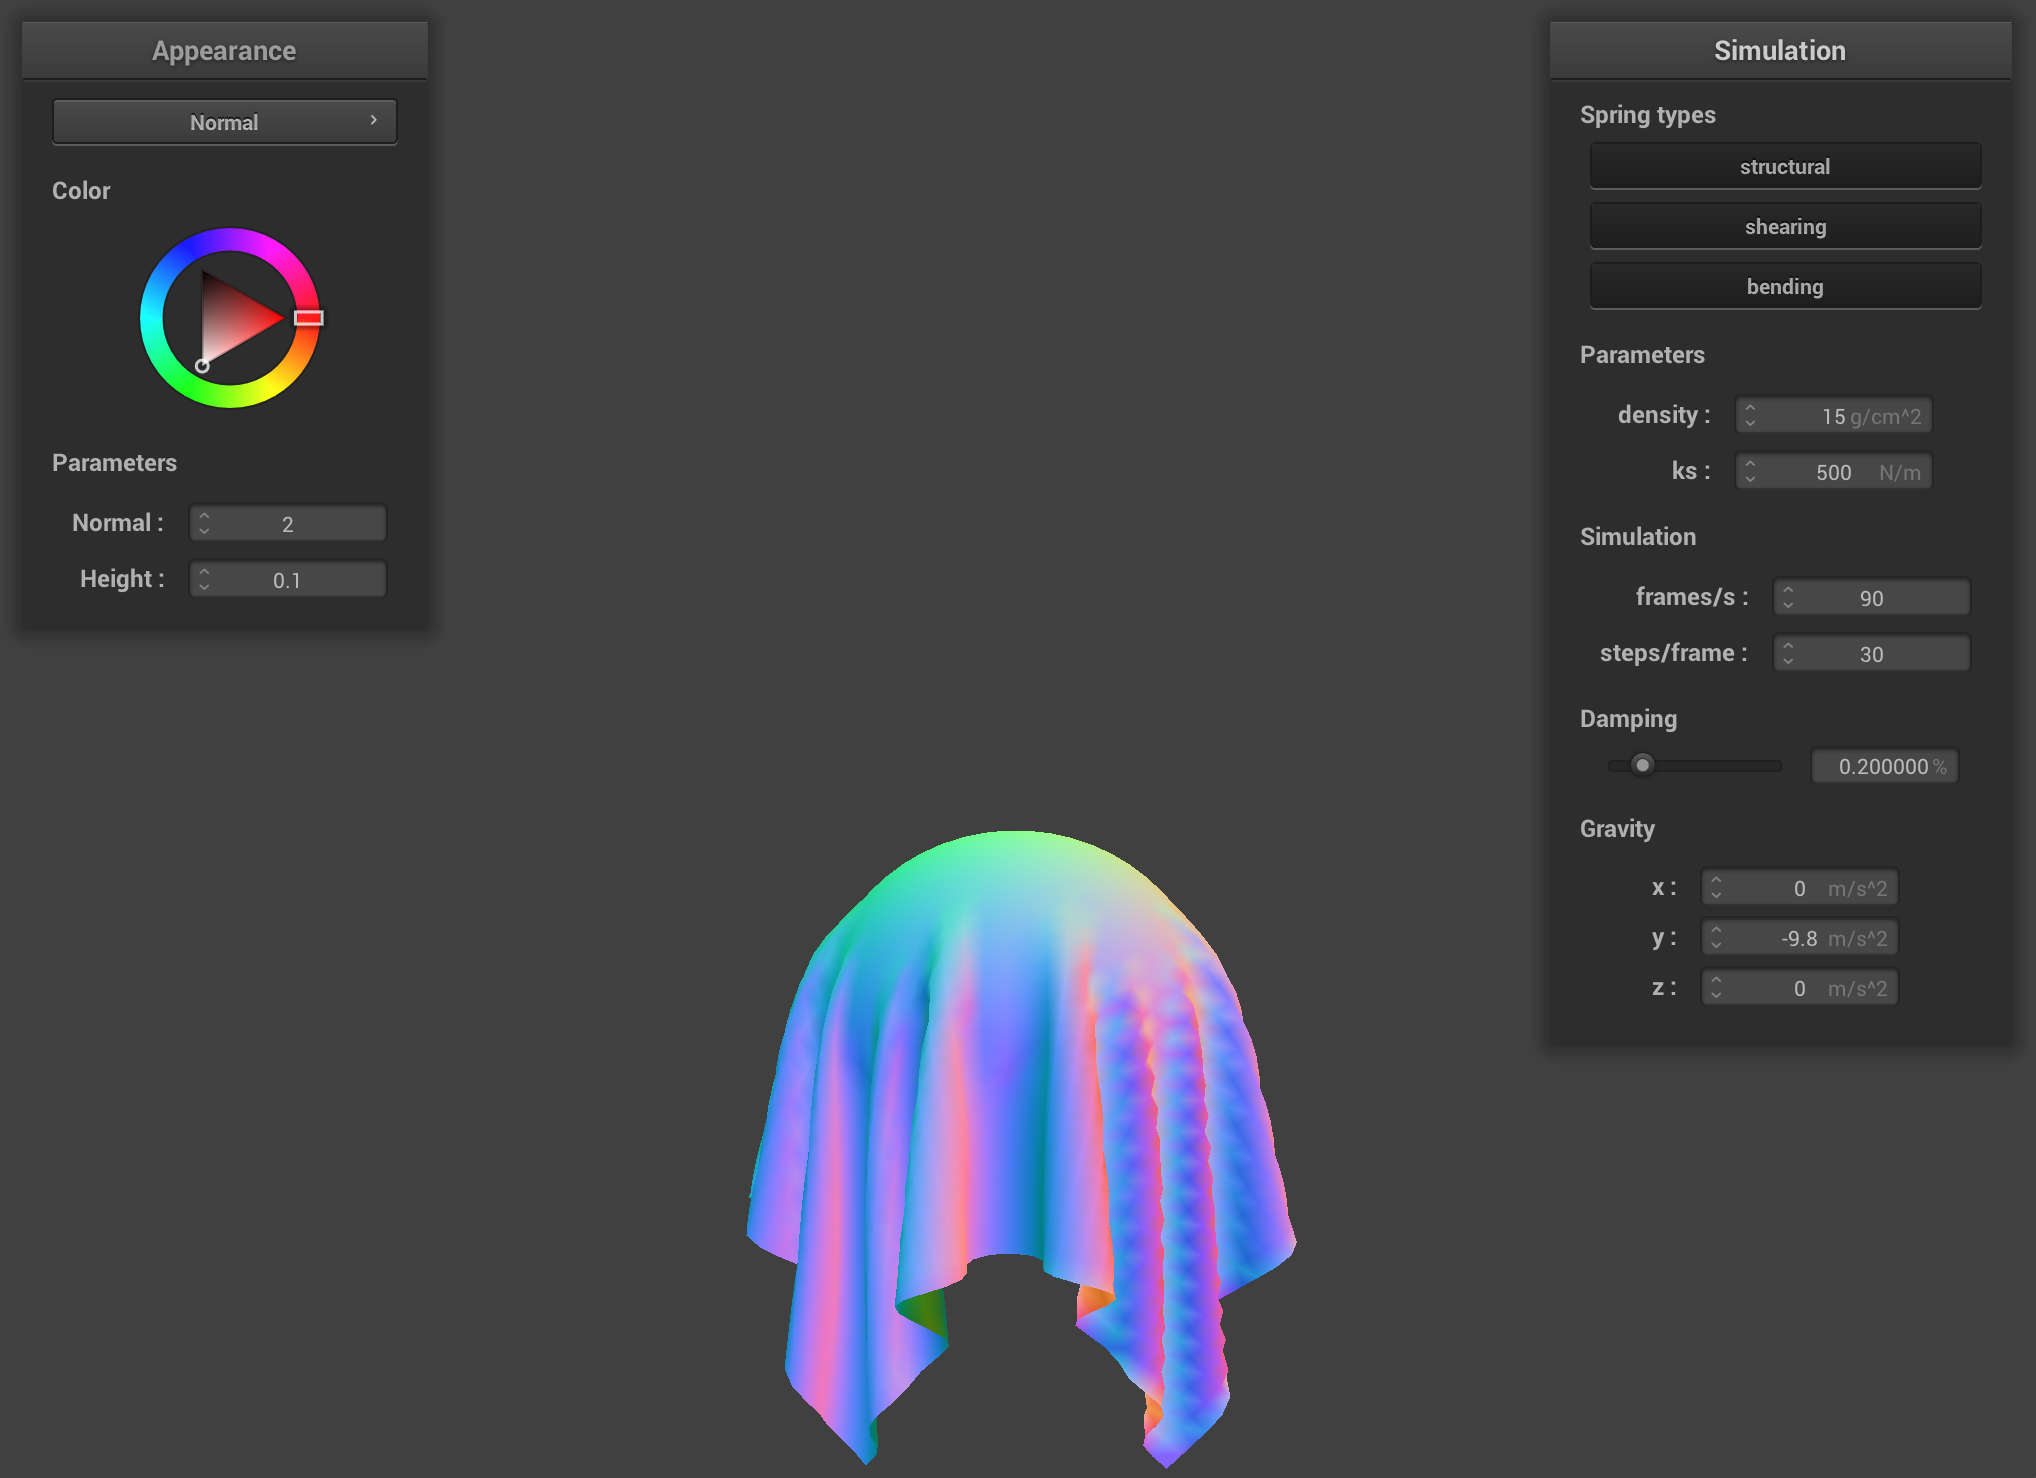 Appearance
Normal
Color
Parameters
Normal : 2
Height : 0.1
Simulation
Spring types
structural
shearing
bending
Parameters
density : 15 g/cm^2
ks : 500 N/m
Simulation
frames/s : 90
steps/frame : 30
Damping
0.200000 %
Gravity
x : 0 m/s^2
y : -9.8 m/s^2
z : 0 m/s^2